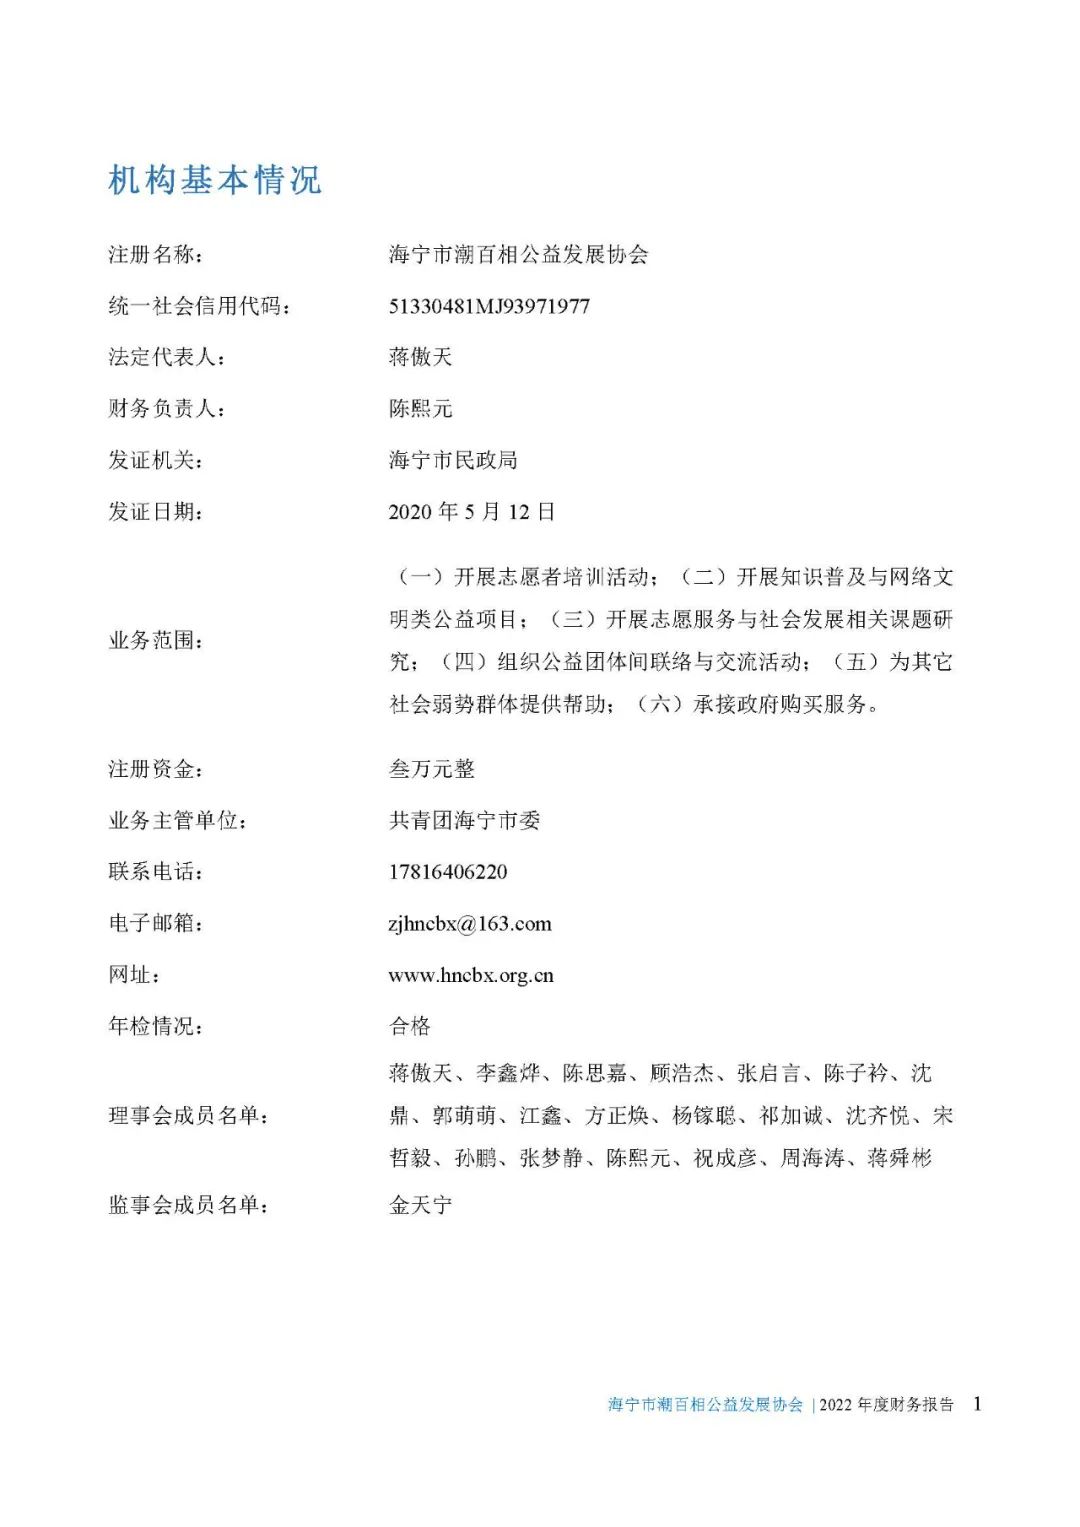 机构基本情况
注册名称： 海宁市潮百相公益发展协会
统一社会信用代码： 51330481MJ93971977
法定代表人： 蒋傲天
财务负责人： 陈熙元
发证机关： 海宁市民政局
发证日期： 2020 年 5 月 12 日
业务范围：
（一）开展志愿者培训活动；（二）开展知识普及与网络文
明类公益项目；（三）开展志愿服务与社会发展相关课题研
究；（四）组织公益团体间联络与交流活动；（五）为其它
社会弱势群体提供帮助；（六）承接政府购买服务。
注册资金： 叁万元整
业务主管单位： 共青团海宁市委
联系电话： 17816406220
电子邮箱： zjhncbx@163.com
网址： www.hncbx.org.cn
年检情况： 合格
理事会成员名单：
蒋傲天、李鑫烨、陈思嘉、顾浩杰、张启言、陈子衿、沈
鼎、郭萌萌、江鑫、方正焕、杨镓聪、祁加诚、沈齐悦、宋
哲毅、孙鹏、张梦静、陈熙元、祝成彦、周海涛、蒋舜彬
监事会成员名单： 金天宁
海宁市潮百相公益发展协会 | 2022 年度财务报告 1